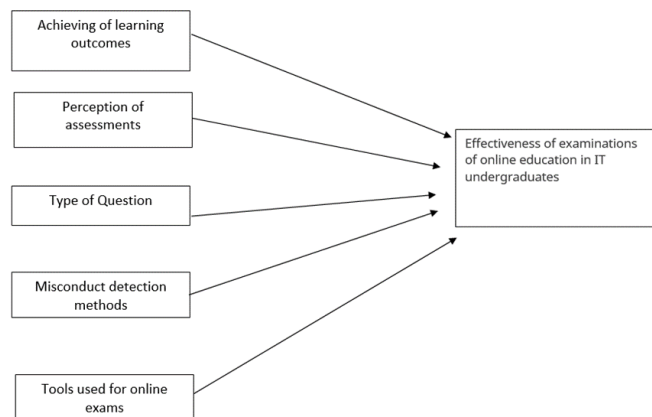 Achieving of learning
outcomes
Perception of
assessments
Effectiveness of examinations
of online education in IT
undergraduates
Type of Question
Misconduct detection
methods
Tools used for online
exams